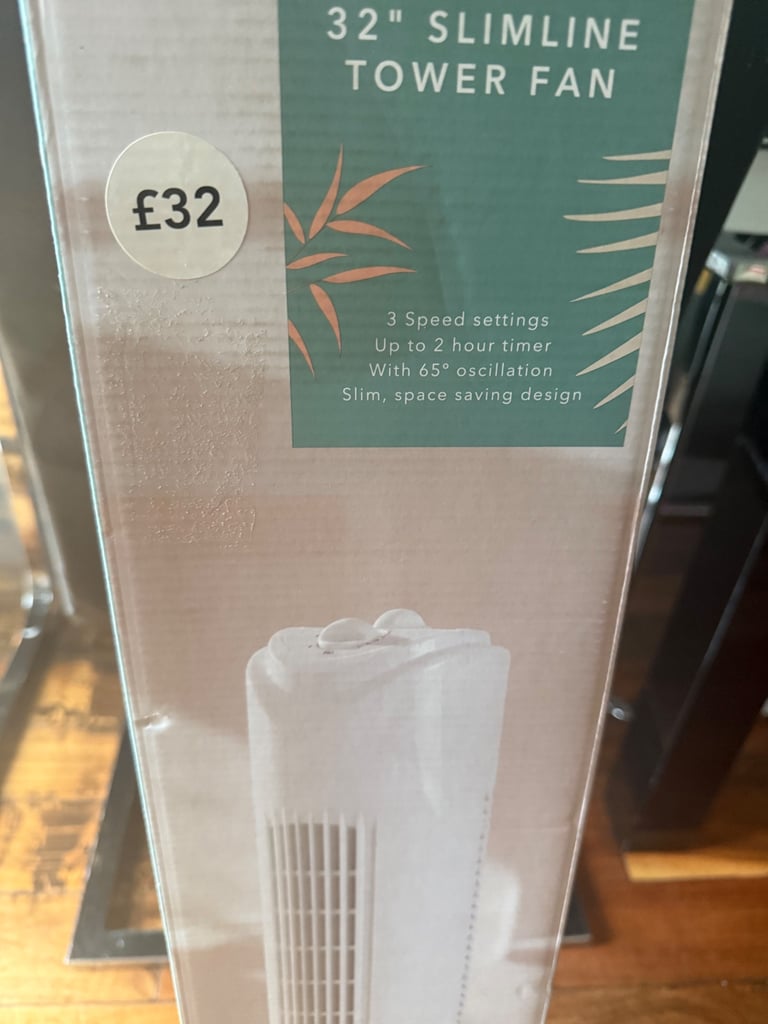 32" SLIMLINE
TOWER FAN
£32
3 Speed settings
Up to 2 hour timer
With 65° oscillation
Slim, space saving design